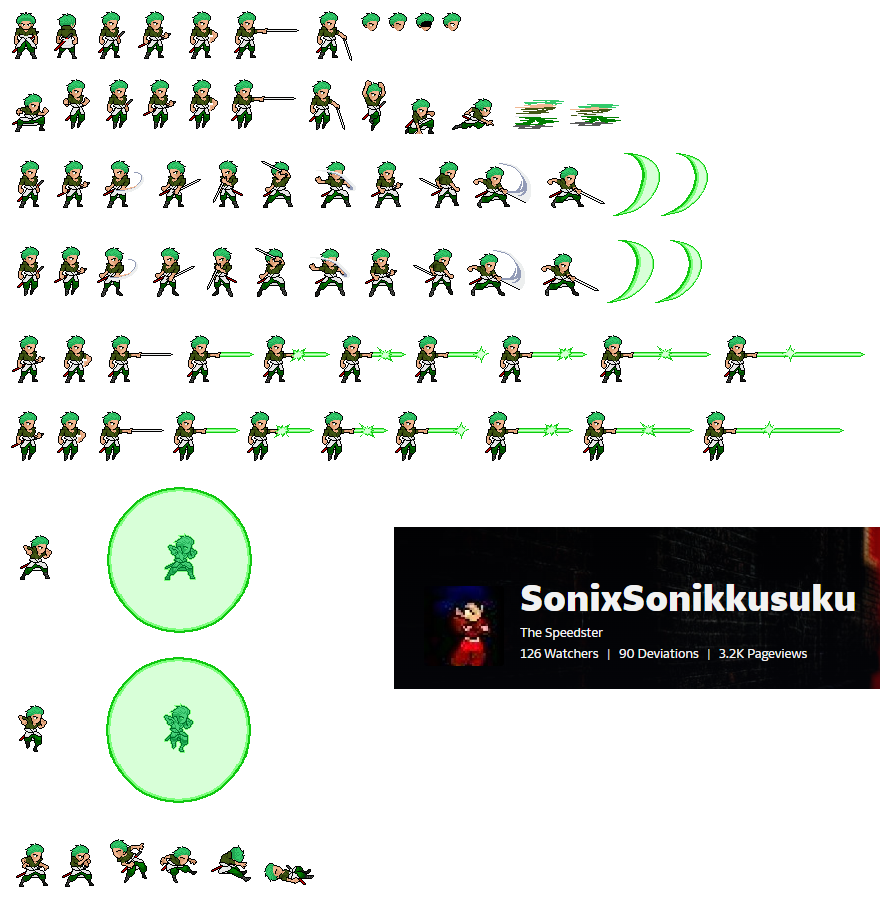 SonixSonikkusuku
The Speedster
126 Watchers | 90 Deviations | 3.2K Pageviews